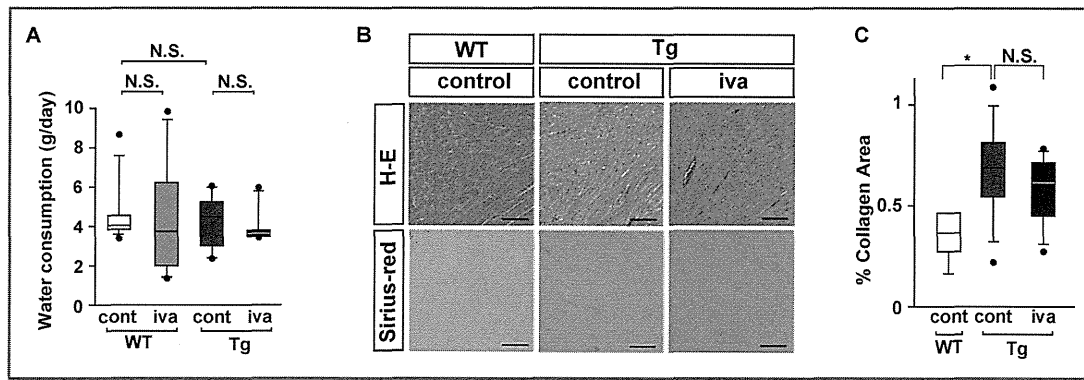 A
N.S.
N.S.
N.S.
Water consumption (g/day)
10
8
6
4
2
0
cont
iva
cont
iva
WT
Tg
B
WT
Tg
control
control
iva
H-E
Sirius-red
C
*
N.S.
% Collagen Area
1
0.5
0
cont
cont
iva
WT
Tg